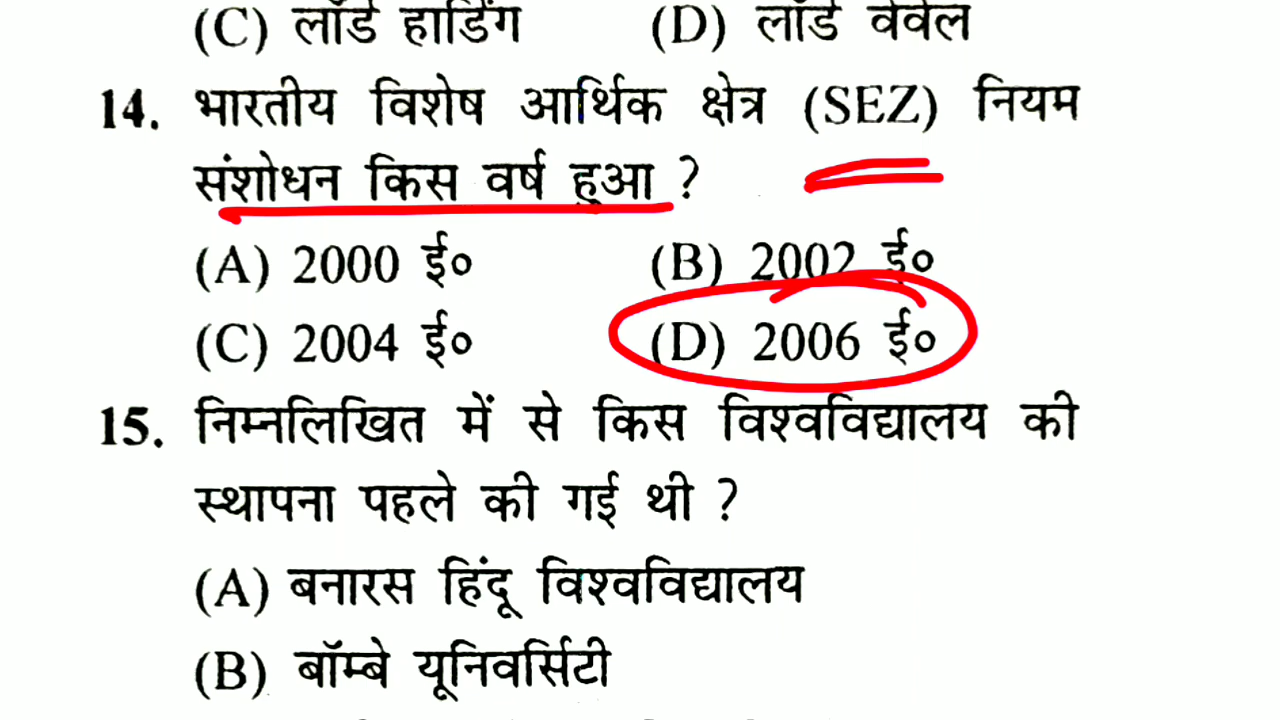 (C) लॉर्ड हार्डिंग (D) लॉर्ड वेवेल
14. भारतीय विशेष आर्थिक क्षेत्र (SEZ) नियम
संशोधन किस वर्ष हुआ ?
(A) 2000 ई० (B) 2002 ई०
(C) 2004 ई० (D) 2006 ई०
15. निम्नलिखित में से किस विश्वविद्यालय की
स्थापना पहले की गई थी ?
(A) बनारस हिंदू विश्वविद्यालय
(B) बॉम्बे यूनिवर्सिटी